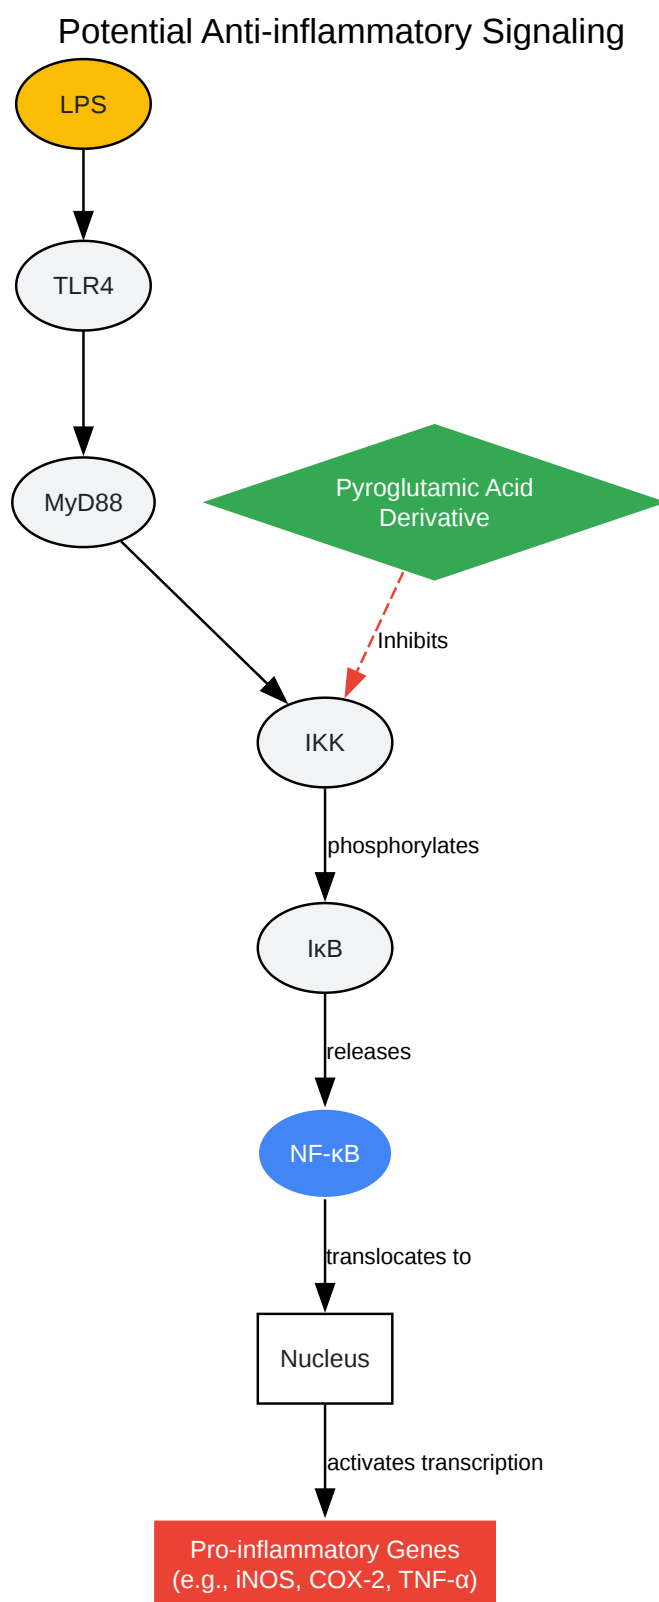 Potential Anti-inflammatory Signaling
LPS
TLR4
MyD88
Pyroglutamic Acid
Derivative
Inhibits
IKK
phosphorylates
IκB
releases
NF-κB
translocates to
Nucleus
activates transcription
Pro-inflammatory Genes
(e.g., iNOS, COX-2, TNF-α)